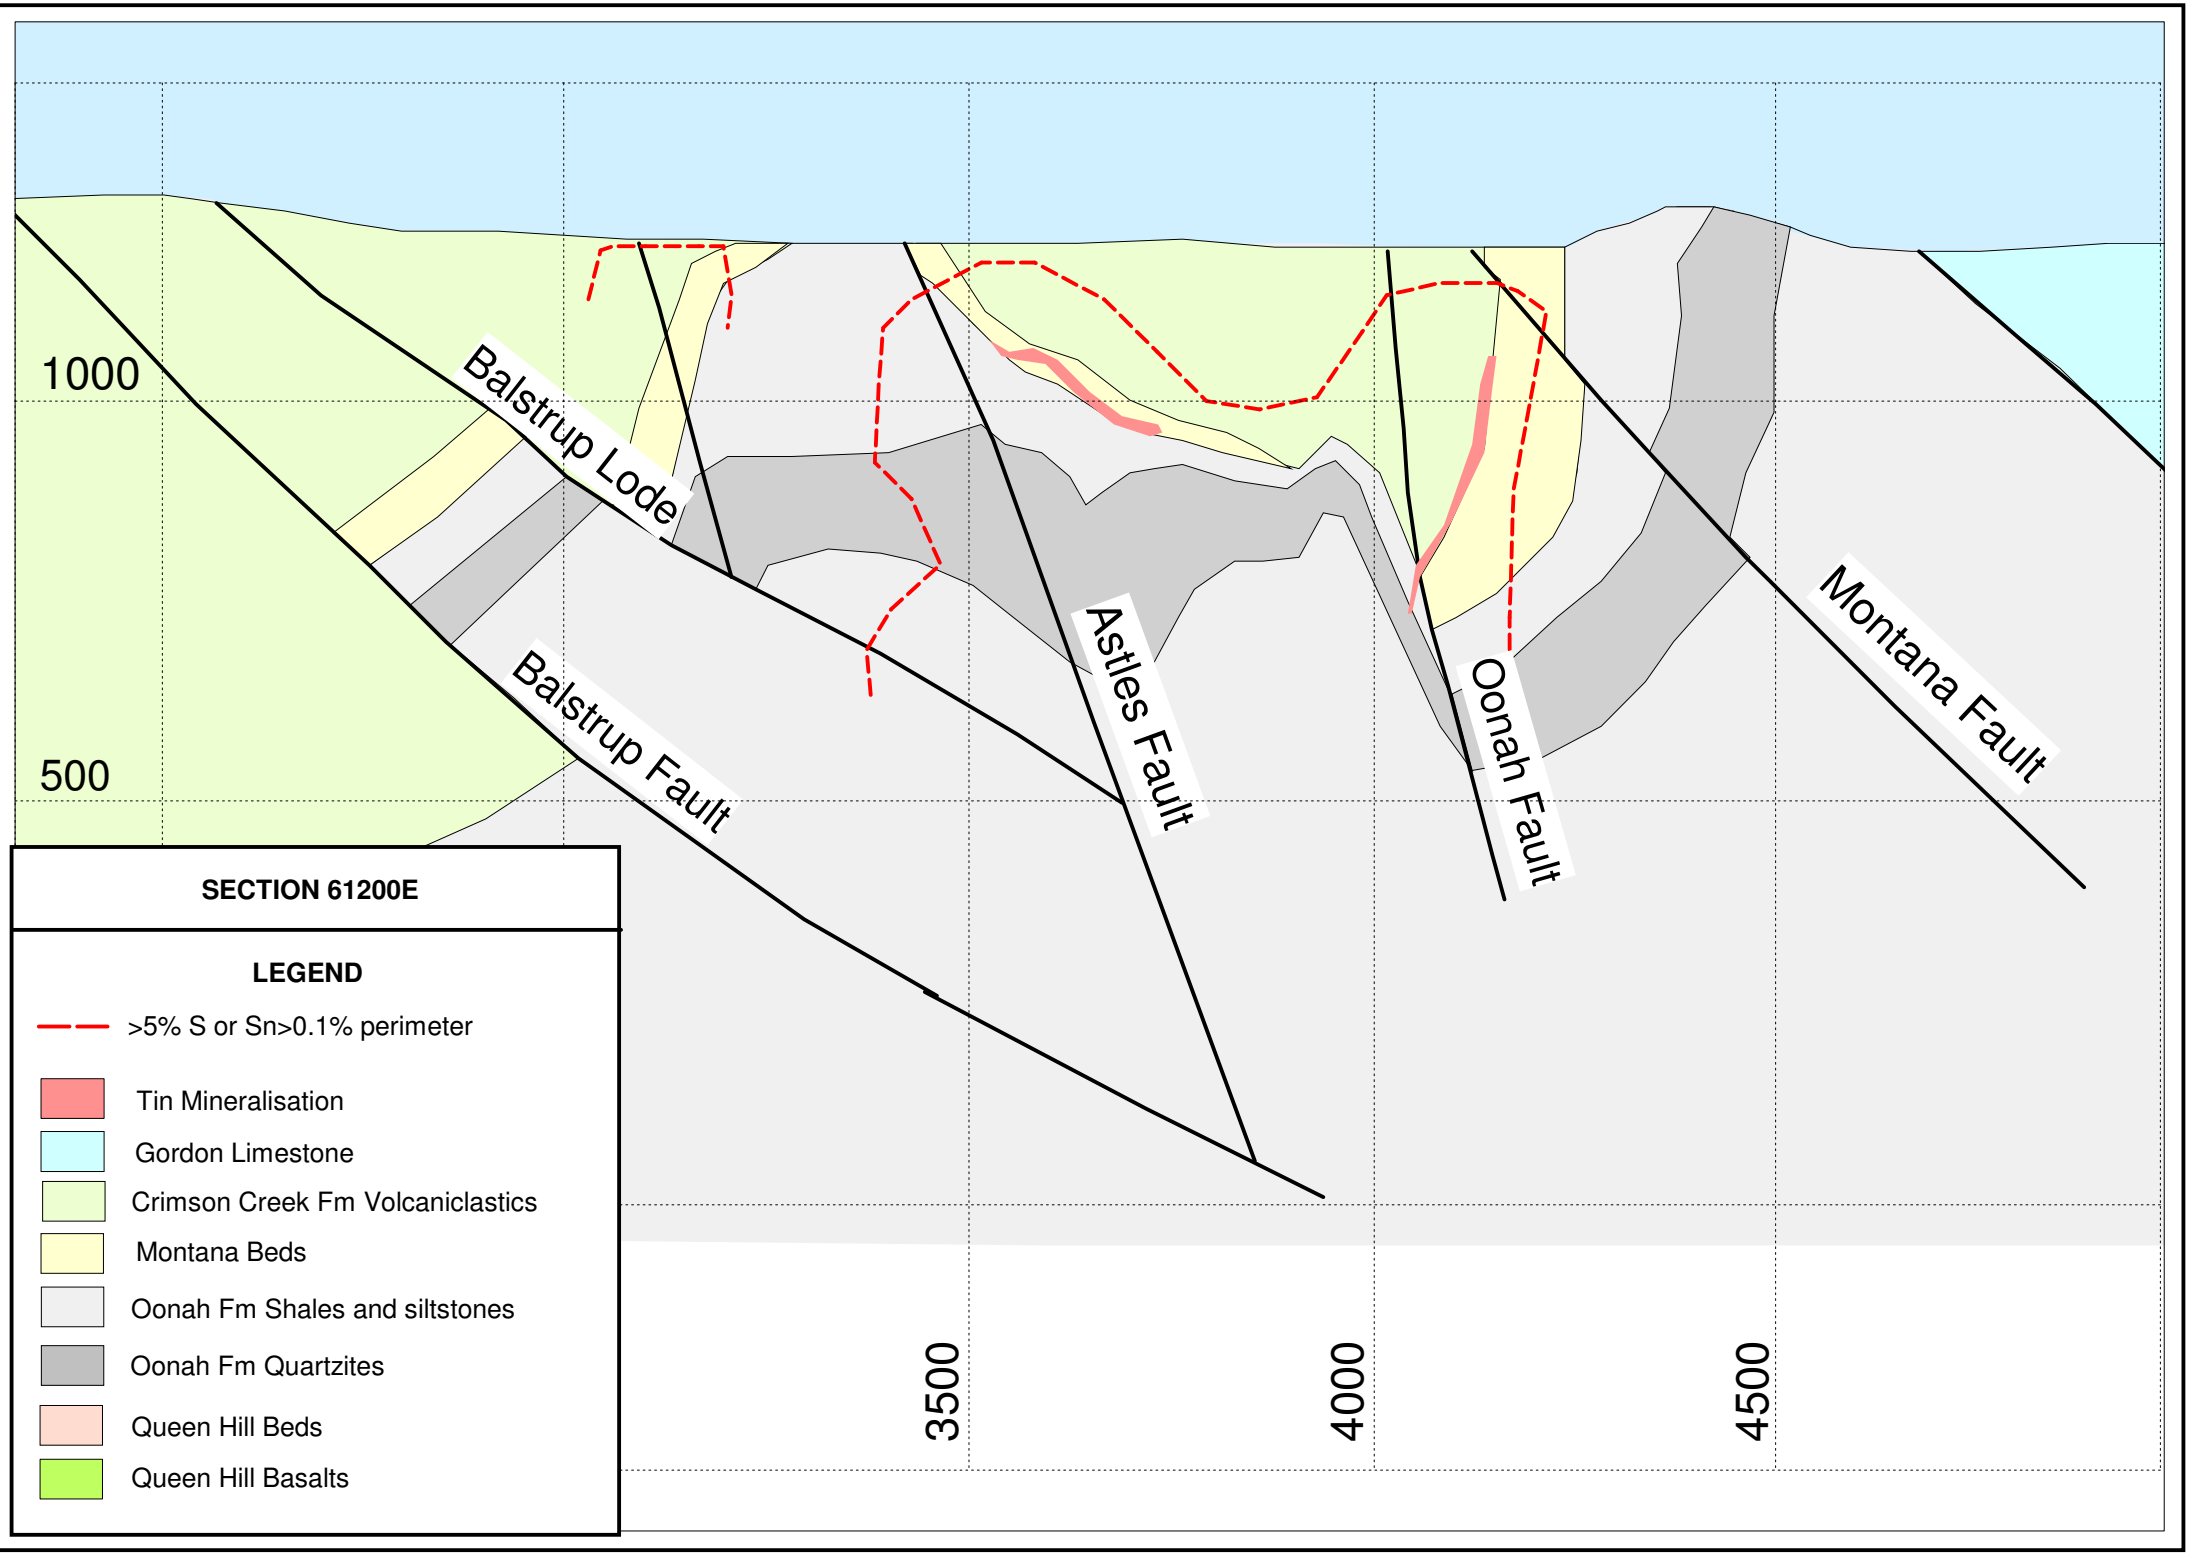 1000
500
Balstrup Lode
Balstrup Fault
Astles Fault
Oonah Fault
Montana Fault
3500
4000
4500
SECTION 61200E
LEGEND
>5% S or Sn>0.1% perimeter
Tin Mineralisation
Gordon Limestone
Crimson Creek Fm Volcaniclastics
Montana Beds
Oonah Fm Shales and siltstones
Oonah Fm Quartzites
Queen Hill Beds
Queen Hill Basalts